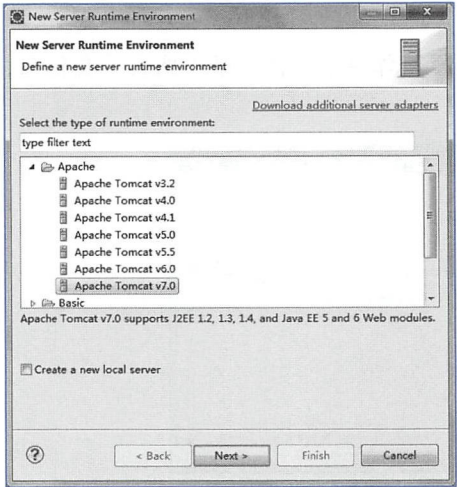 New Server Runtime Environment
New Server Runtime Environment
Define a new server runtime environment
Download additional server adapters
Select the type of runtime environment:
type filter text
Apache
Apache Tomcat v3.2
Apache Tomcat v4.0
Apache Tomcat v4.1
Apache Tomcat v5.0
Apache Tomcat v5.5
Apache Tomcat v6.0
Apache Tomcat v7.0
Basic
Apache Tomcat v7.0 supports J2EE 1.2, 1.3, 1.4, and Java EE 5 and 6 Web modules.
Create a new local server
? < Back Next > Finish Cancel